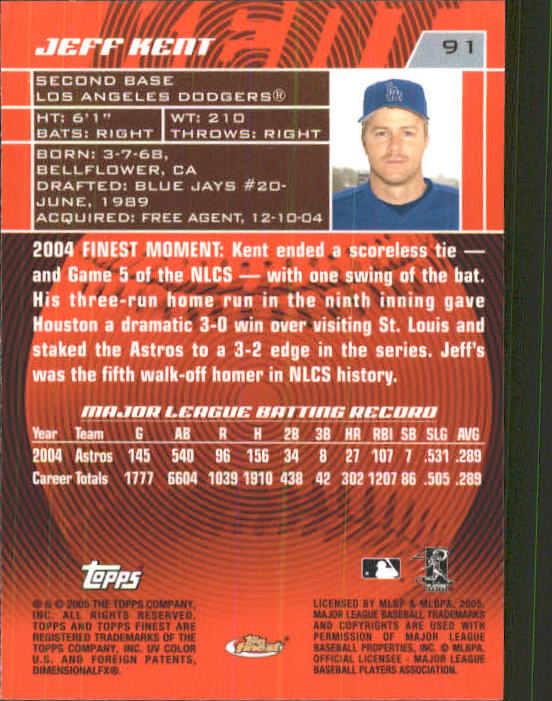 JEFF KENT
91
SECOND BASE
LOS ANGELES DODGERS®
HT: 6'1" WT: 210
BATS: RIGHT THROWS: RIGHT
BORN: 3-7-68,
BELLFLOWER, CA
DRAFTED: BLUE JAYS #20-
JUNE, 1989
ACQUIRED: FREE AGENT, 12-10-04
LA
2004 FINEST MOMENT: Kent ended a scoreless tie —
and Game 5 of the NLCS — with one swing of the bat.
His three-run home run in the ninth inning gave
Houston a dramatic 3-0 win over visiting St. Louis and
staked the Astros to a 3-2 edge in the series. Jeff's
was the fifth walk-off homer in NLCS history.
MAJOR LEAGUE BATTING RECORD
Year Team G AB R H 2B 3B HR RBI SB SLG AVG
2004 Astros 145 540 96 156 34 8 27 107 7 .531 .289
Career Totals 1777 6604 1039 1910 438 42 302 1207 86 .505 .289
Topps
® & © 2005 THE TOPPS COMPANY,
INC. ALL RIGHTS RESERVED.
TOPPS AND TOPPS FINEST ARE
REGISTERED TRADEMARKS OF THE
TOPPS COMPANY, INC. UV COLOR
U.S. AND FOREIGN PATENTS,
DIMENSIONALFX®.
Topps
Finest
LICENSED BY MLBP & MLBPA, 2005.
MAJOR LEAGUE BASEBALL TRADEMARKS
AND COPYRIGHTS ARE USED WITH
PERMISSION OF MAJOR LEAGUE
BASEBALL PROPERTIES, INC. © MLBPA.
OFFICIAL LICENSEE - MAJOR LEAGUE
BASEBALL PLAYERS ASSOCIATION.